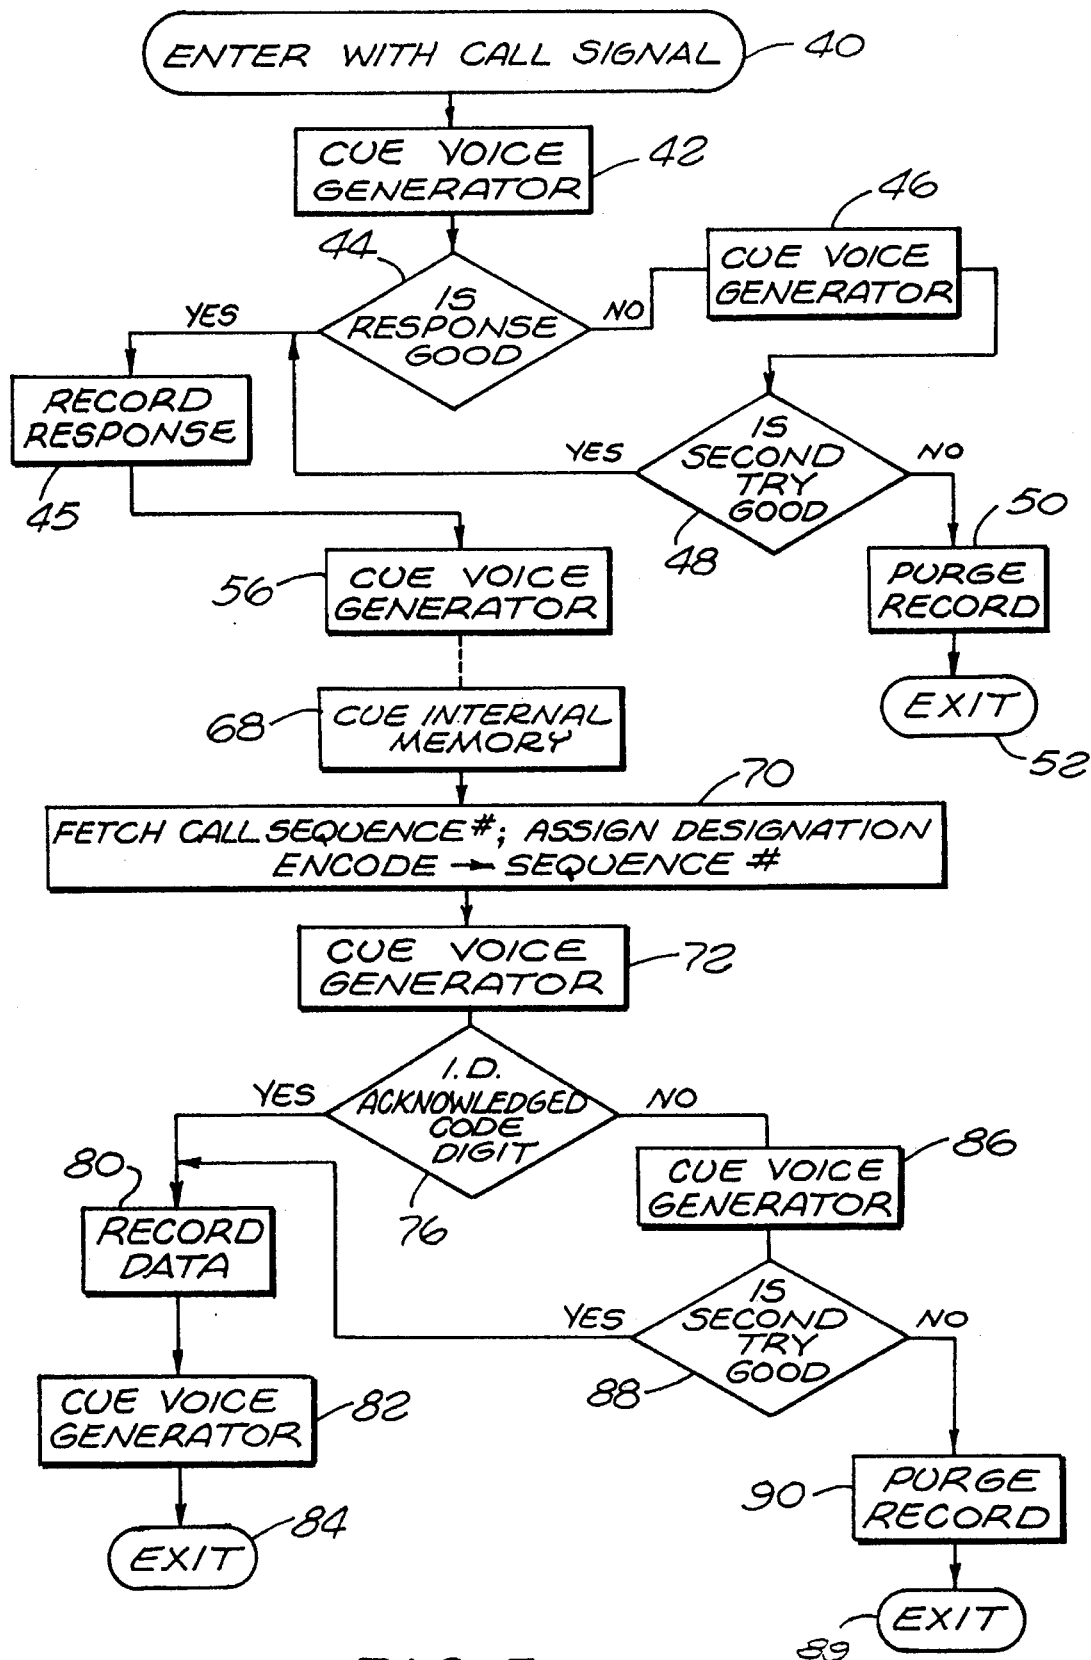 ENTER WITH CALL SIGNAL
40
CUE VOICE
GENERATOR
42
44
IS
RESPONSE
GOOD
YES
NO
46
CUE VOICE
GENERATOR
RECORD
RESPONSE
45
IS
SECOND
TRY
GOOD
YES
NO
48
50
PURGE
RECORD
EXIT
52
56
CUE VOICE
GENERATOR
68
CUE INTERNAL
MEMORY
70
FETCH CALL SEQUENCE #; ASSIGN DESIGNATION
ENCODE → SEQUENCE #
CUE VOICE
GENERATOR
72
I.D.
ACKNOWLEDGED
CODE
DIGIT
YES
NO
76
80
RECORD
DATA
86
CUE VOICE
GENERATOR
IS
SECOND
TRY
GOOD
YES
NO
88
CUE VOICE
GENERATOR
82
EXIT
84
90
PURGE
RECORD
EXIT
89